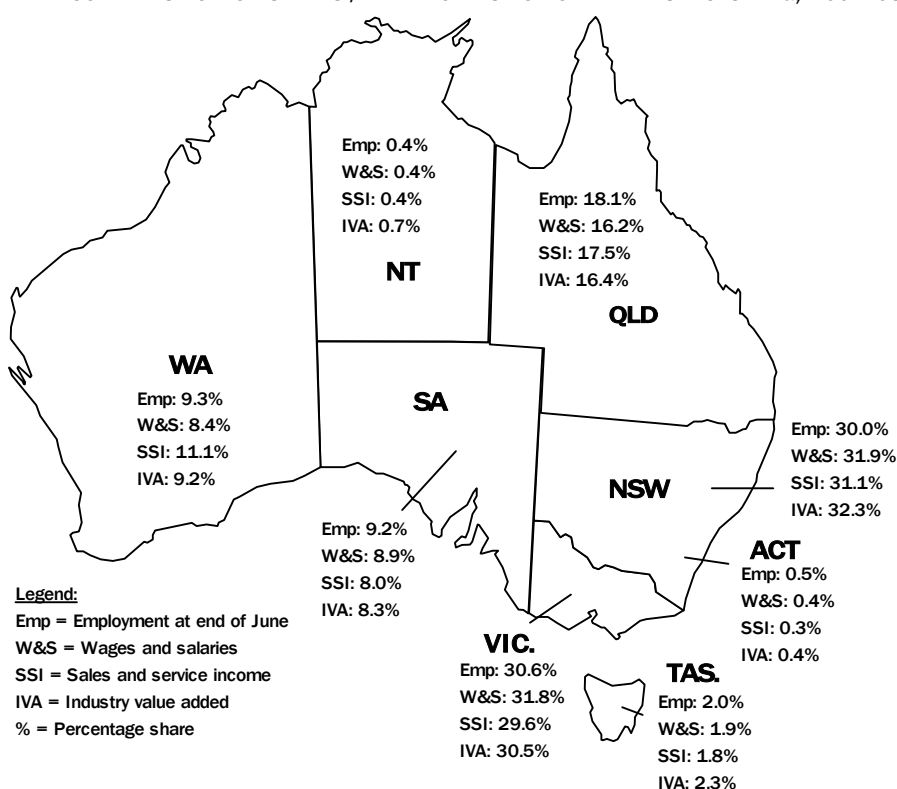 Emp: 0.4%
W&S: 0.4%
SSI: 0.4%
IVA: 0.7%
NT
Emp: 18.1%
W&S: 16.2%
SSI: 17.5%
IVA: 16.4%
QLD
WA
Emp: 9.3%
W&S: 8.4%
SSI: 11.1%
IVA: 9.2%
SA
Emp: 9.2%
W&S: 8.9%
SSI: 8.0%
IVA: 8.3%
NSW
Emp: 30.0%
W&S: 31.9%
SSI: 31.1%
IVA: 32.3%
ACT
Emp: 0.5%
W&S: 0.4%
SSI: 0.3%
IVA: 0.4%
VIC.
Emp: 30.6%
W&S: 31.8%
SSI: 29.6%
IVA: 30.5%
TAS.
Emp: 2.0%
W&S: 1.9%
SSI: 1.8%
IVA: 2.3%
Legend:
Emp = Employment at end of June
W&S = Wages and salaries
SSI = Sales and service income
IVA = Industry value added
% = Percentage share